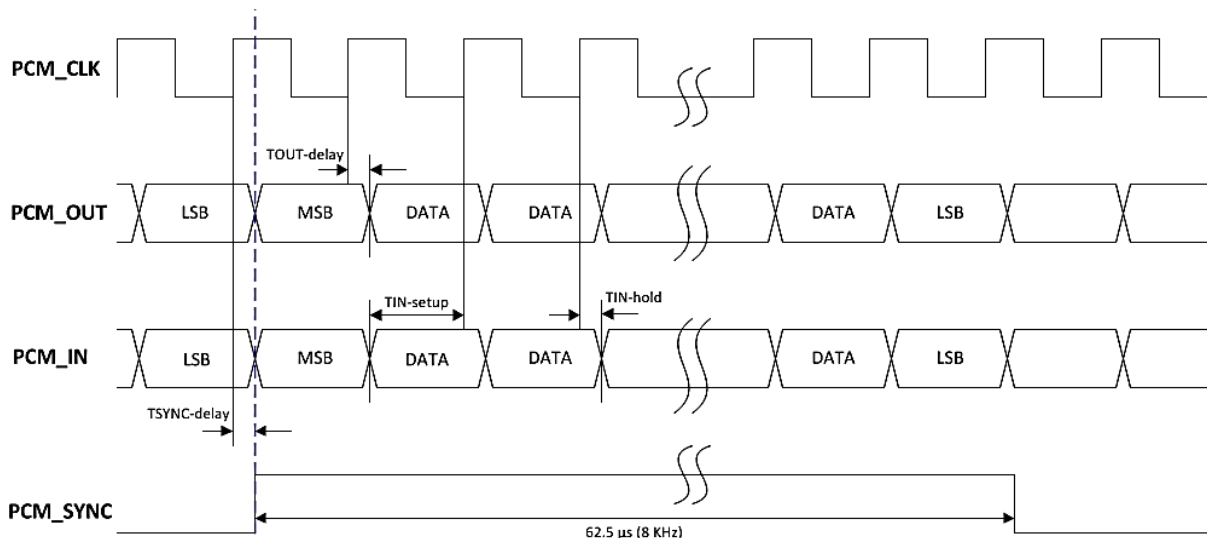 PCM_CLK
TOUT-delay
PCM_OUT LSB MSB DATA DATA DATA LSB
TIN-setup TIN-hold
PCM_IN LSB MSB DATA DATA DATA LSB
TSYNC-delay
PCM_SYNC
62.5 μs (8 KHz)